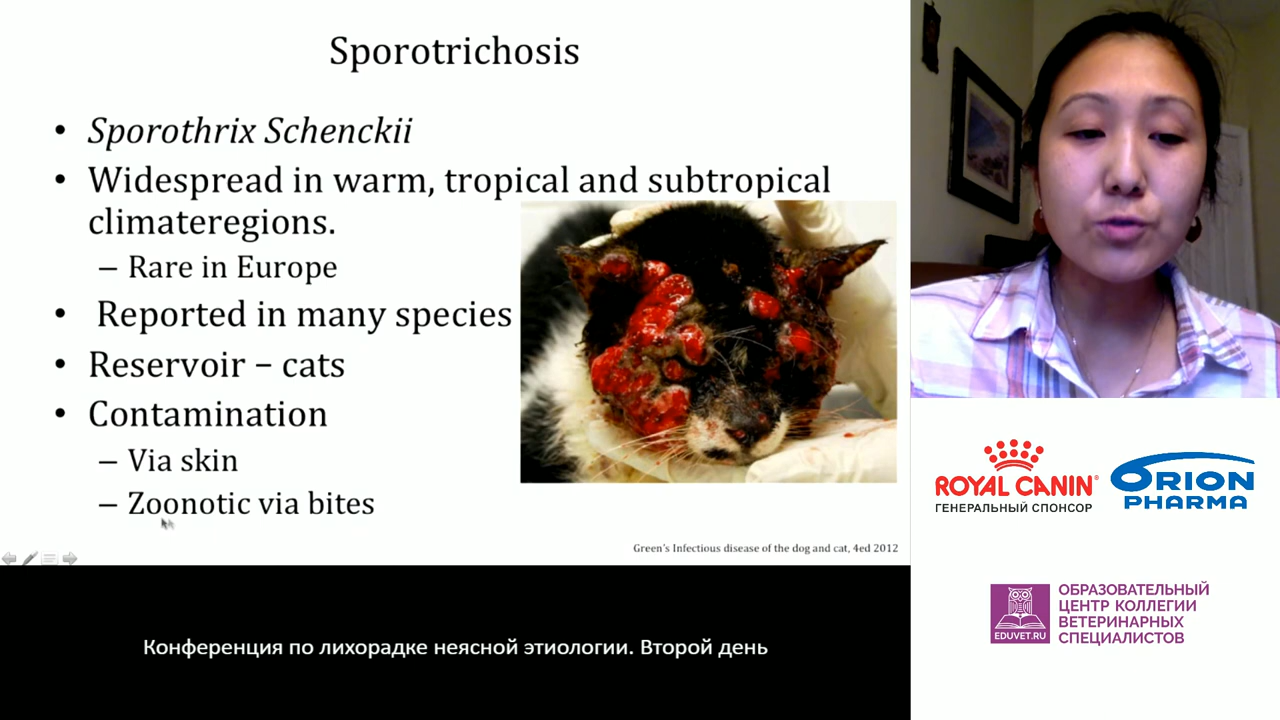 Sporotrichosis
• Sporothrix Schenckii
• Widespread in warm, tropical and subtropical
climateregions.
– Rare in Europe
• Reported in many species
• Reservoir – cats
• Contamination
– Via skin
– Zoonotic via bites
Green's Infectious disease of the dog and cat, 4ed 2012
Конференция по лихорадке неясной этиологии. Второй день
ROYAL CANIN®
ГЕНЕРАЛЬНЫЙ СПОНСОР
ORION
PHARMA
EDUVET.RU
ОБРАЗОВАТЕЛЬНЫЙ
ЦЕНТР КОЛЛЕГИИ
ВЕТЕРИНАРНЫХ
СПЕЦИАЛИСТОВ